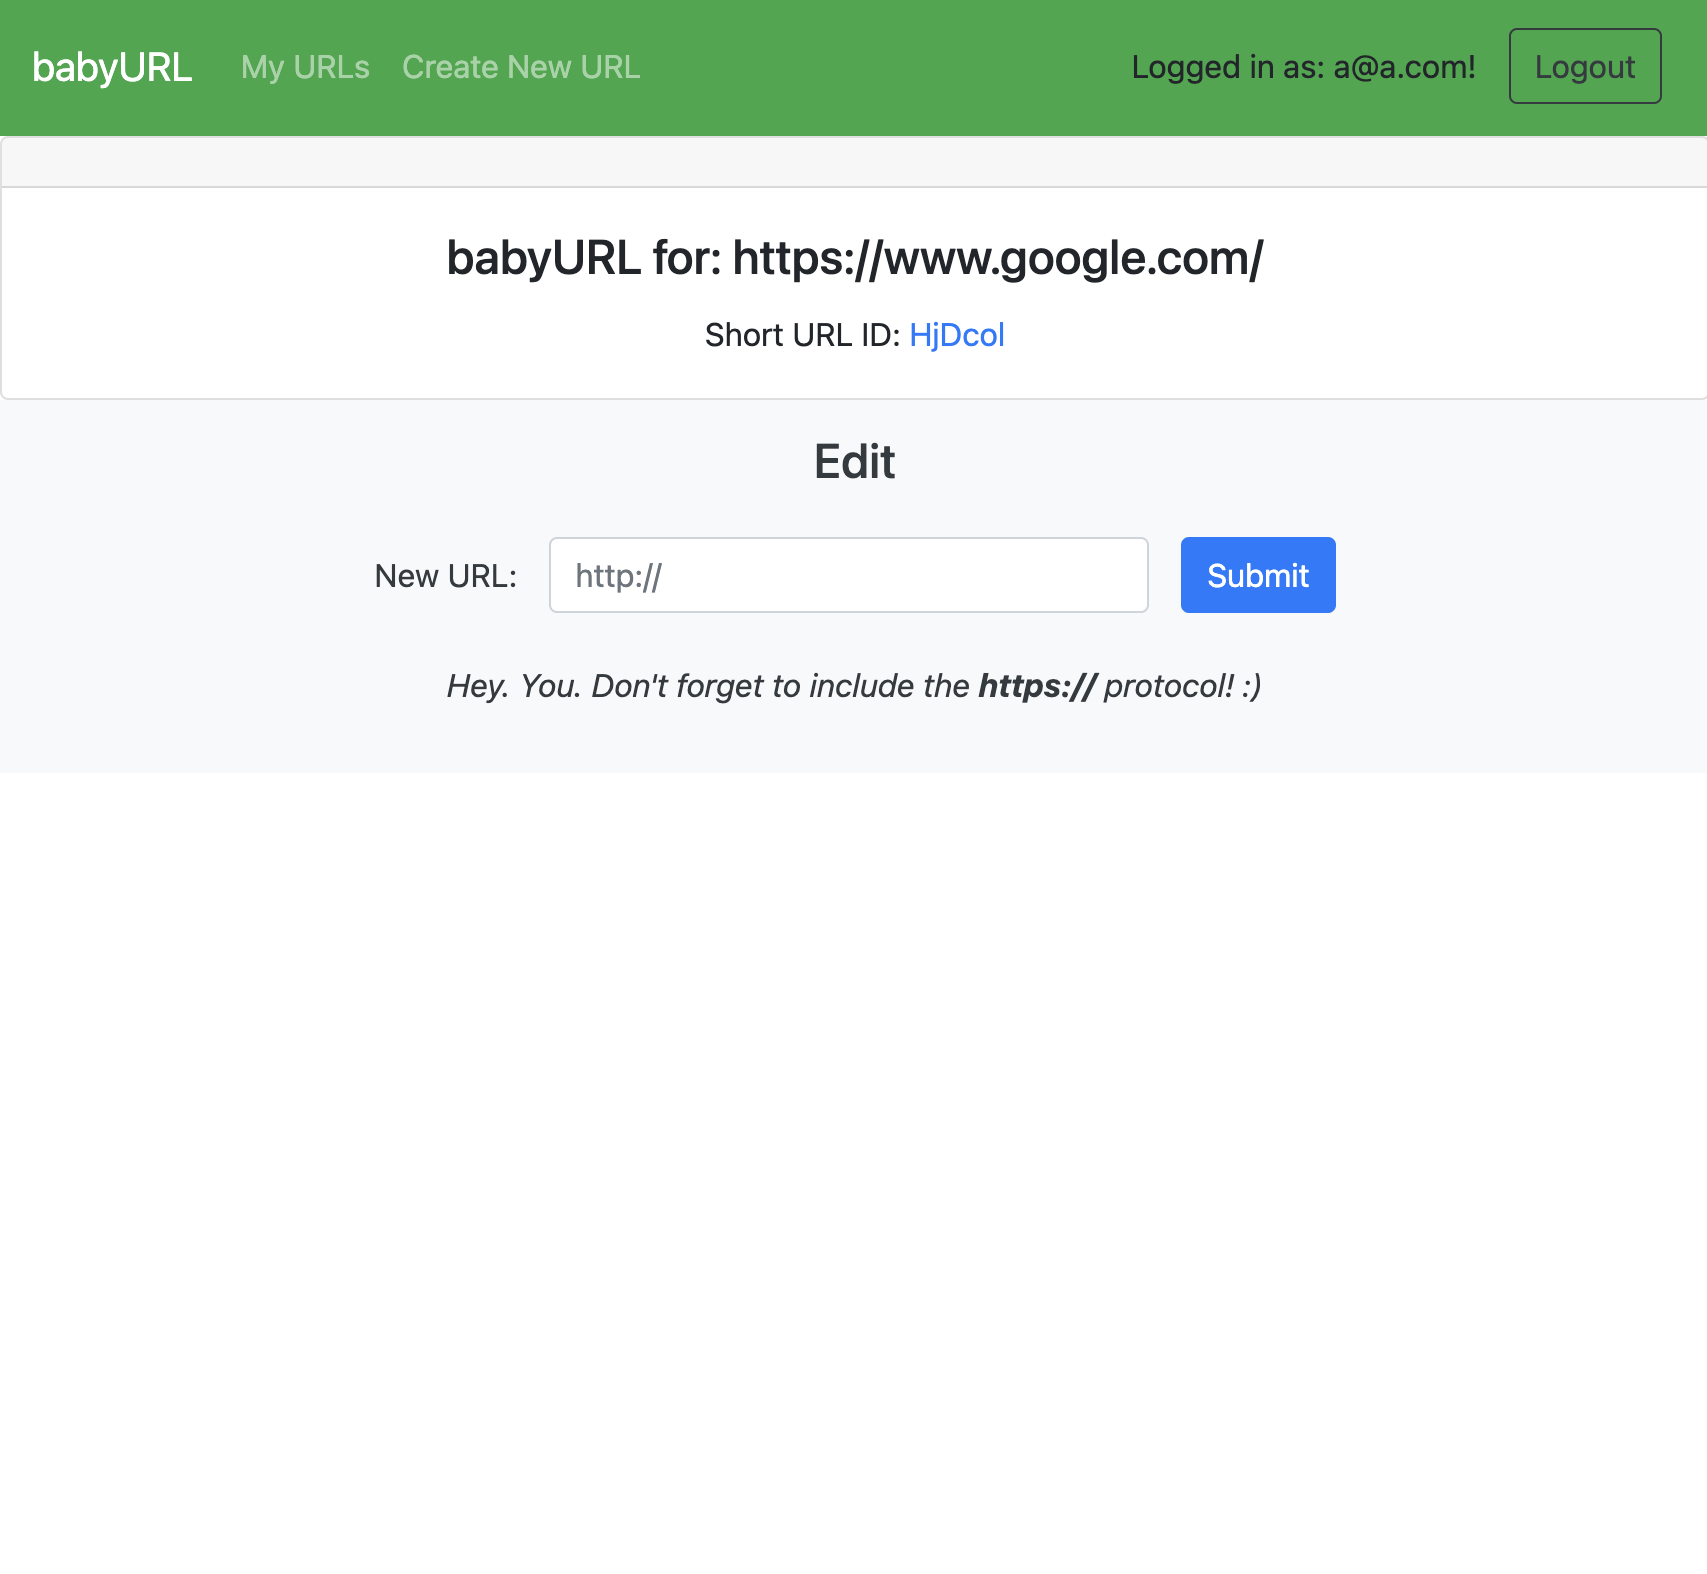 babyURL My URLs Create New URL Logged in as: a@a.com! Logout
babyURL for: https://www.google.com/
Short URL ID: HjDcol
Edit
New URL: http:// Submit
Hey. You. Don't forget to include the https:// protocol! :)